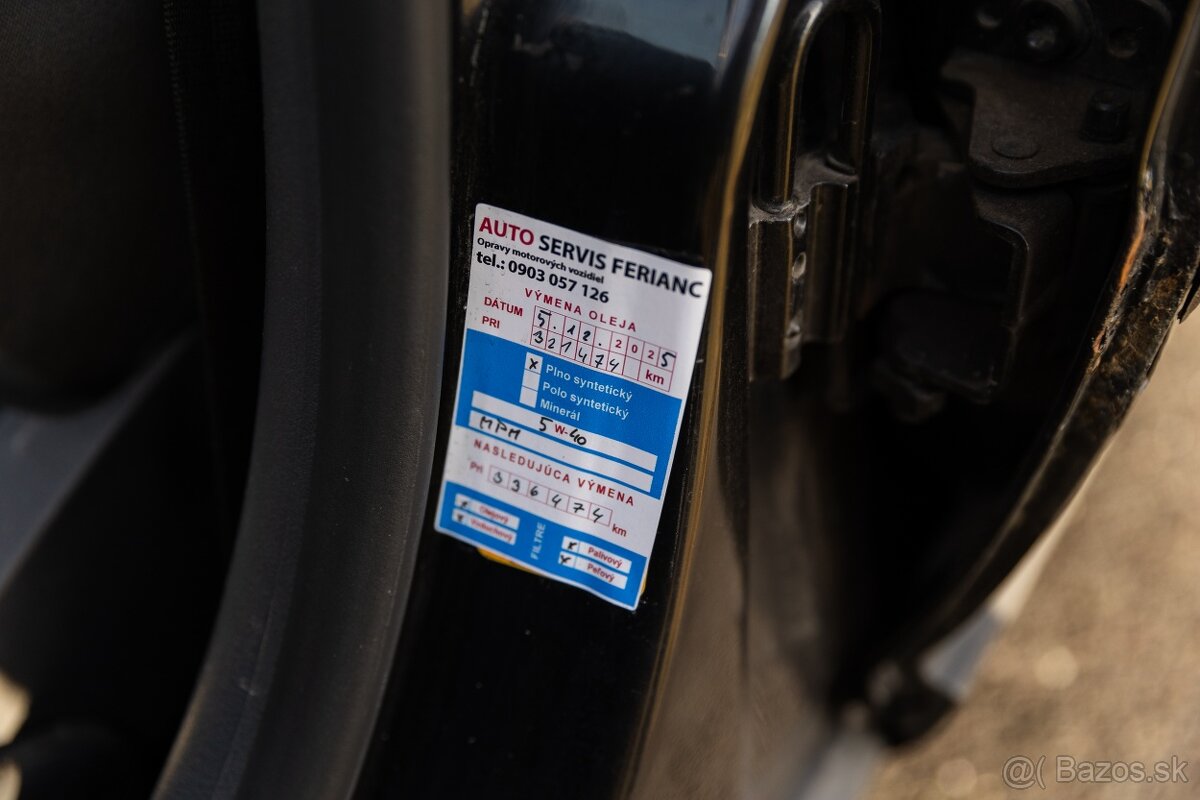 AUTO SERVIS FERIANC
Opravy motorových vozidiel
tel.: 0903 057 126
VÝMENA OLEJA
DÁTUM 5.12.2025
PRI 321474 km
x Plno syntetický
Polo syntetický
Minerál
5 W-40
MPM
NASLEDUJÚCA VÝMENA
Pri 336474 km
FILTRE
x Olejový
x Vzduchový
x Palivový
x Peľový
@( Bazos.sk